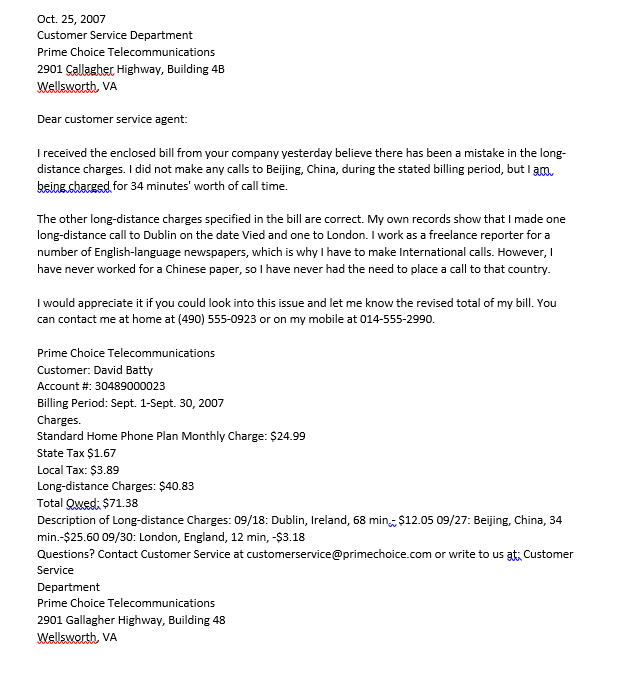 Oct. 25, 2007
Customer Service Department
Prime Choice Telecommunications
2901 Callagher Highway, Building 4B
Wellsworth, VA
Dear customer service agent:
I received the enclosed bill from your company yesterday believe there has been a mistake in the long-
distance charges. I did not make any calls to Beijing, China, during the stated billing period, but I am
being charged for 34 minutes' worth of call time.
The other long-distance charges specified in the bill are correct. My own records show that I made one
long-distance call to Dublin on the date Vied and one to London. I work as a freelance reporter for a
number of English-language newspapers, which is why I have to make International calls. However, I
have never worked for a Chinese paper, so I have never had the need to place a call to that country.
I would appreciate it if you could look into this issue and let me know the revised total of my bill. You
can contact me at home at (490) 555-0923 or on my mobile at 014-555-2990.
Prime Choice Telecommunications
Customer: David Batty
Account #: 30489000023
Billing Period: Sept. 1-Sept. 30, 2007
Charges.
Standard Home Phone Plan Monthly Charge: $24.99
State Tax $1.67
Local Tax: $3.89
Long-distance Charges: $40.83
Total Owed: $71.38
Description of Long-distance Charges: 09/18: Dublin, Ireland, 68 min,- $12.05 09/27: Beijing, China, 34
min.-$25.60 09/30: London, England, 12 min, -$3.18
Questions? Contact Customer Service at customerservice@primechoice.com or write to us at: Customer
Service
Department
Prime Choice Telecommunications
2901 Gallagher Highway, Building 48
Wellsworth, VA